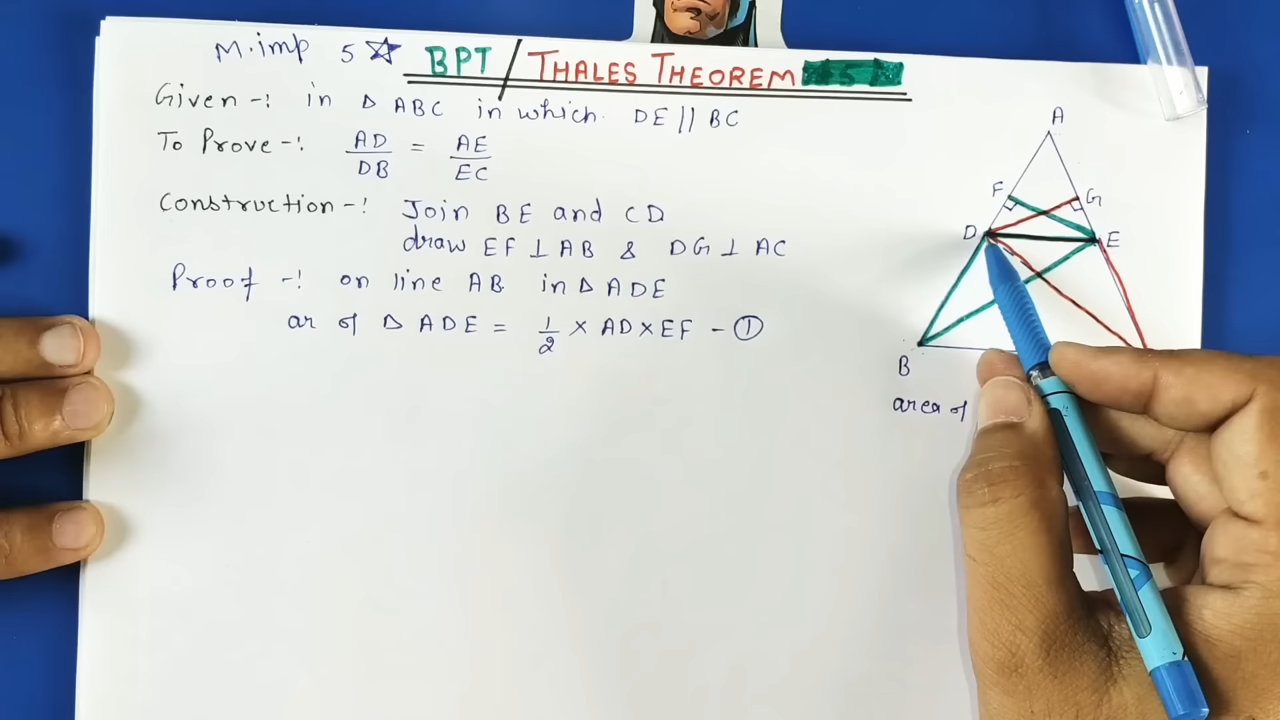 M.imp 5☆ BPT / THALES THEOREM
Given -: in Δ ABC in which. DE || BC
To Prove -: AD/DB = AE/EC
Construction -: Join BE and CD
draw EF ⊥ AB & DG ⊥ AC
Proof -: on line AB in Δ ADE
ar of Δ ADE = 1/2 × AD × EF - ①
A
F
G
D
E
B
area of